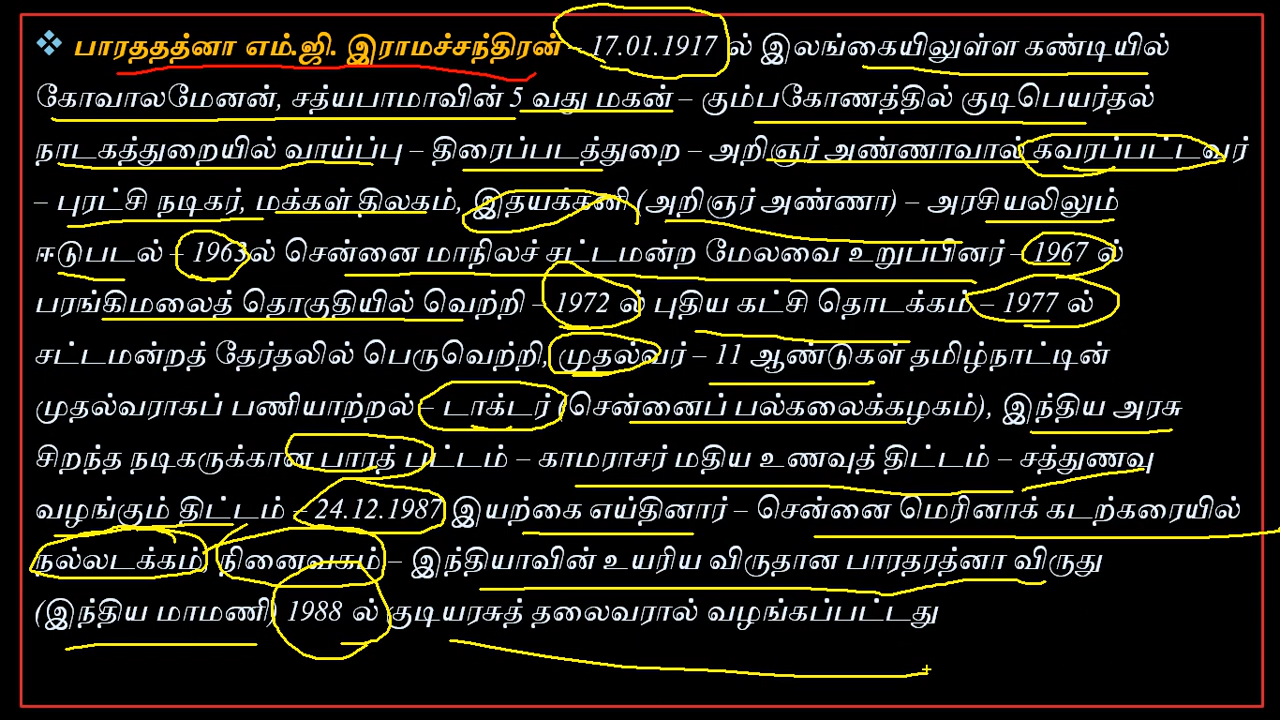 ❖ பாரதததனா எம்.ஜி. இராமச்சந்திரன் – 17.01.1917 ல் இலங்கையிலுள்ள கண்டியில்
கோவாலமேனன், சத்யபாமாவின் 5 வது மகன் – கும்பகோணத்தில் குடிபெயர்தல்
நாடகத்துறையில் வாய்ப்பு – திரைப்படத்துறை – அறிஞர் அண்ணாவால் கவரப்பட்டவர்
– புரட்சி நடிகர், மக்கள் திலகம், இதயக்கனி (அறிஞர் அண்ணா) – அரசியலிலும்
ஈடுபடல் – 1963ல் சென்னை மாநிலச் சட்டமன்ற மேலவை உறுப்பினர் – 1967 ல்
பரங்கிமலைத் தொகுதியில் வெற்றி – 1972 ல் புதிய கட்சி தொடக்கம் – 1977 ல்
சட்டமன்றத் தேர்தலில் பெருவெற்றி, முதல்வர் – 11 ஆண்டுகள் தமிழ்நாட்டின்
முதல்வராகப் பணியாற்றல் – டாக்டர் (சென்னைப் பல்கலைக்கழகம்), இந்திய அரசு
சிறந்த நடிகருக்கான பாரத் பட்டம் – காமராசர் மதிய உணவுத் திட்டம் – சத்துணவு
வழங்கும் திட்டம் – 24.12.1987 இயற்கை எய்தினார் – சென்னை மெரினாக் கடற்கரையில்
நல்லடக்கம், நினைவகம் – இந்தியாவின் உயரிய விருதான பாரதரத்னா விருது
(இந்திய மாமணி) 1988 ல் குடியரசுத் தலைவரால் வழங்கப்பட்டது